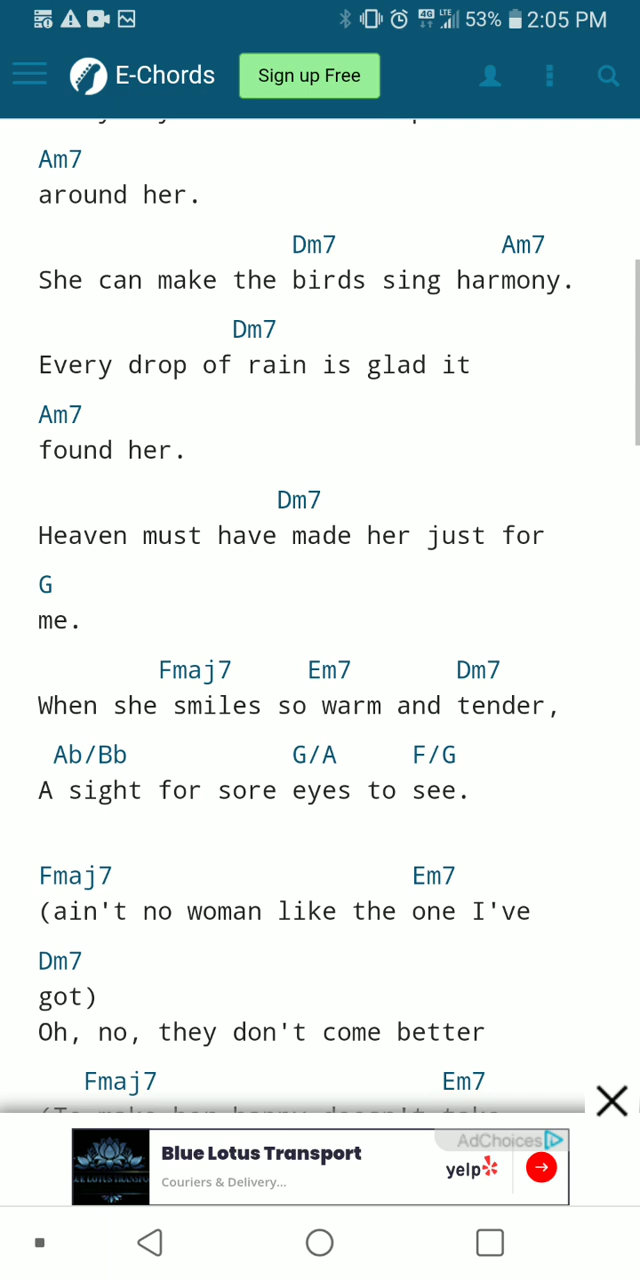 4G LTE 53% 2:05 PM
E-Chords Sign up Free
Am7
around her.
Dm7 Am7
She can make the birds sing harmony.
Dm7
Every drop of rain is glad it
Am7
found her.
Dm7
Heaven must have made her just for
G
me.
Fmaj7 Em7 Dm7
When she smiles so warm and tender,
Ab/Bb G/A F/G
A sight for sore eyes to see.
Fmaj7 Em7
(ain't no woman like the one I've
Dm7
got)
Oh, no, they don't come better
Fmaj7 Em7
AdChoices
Blue Lotus Transport
Couriers & Delivery...
yelp